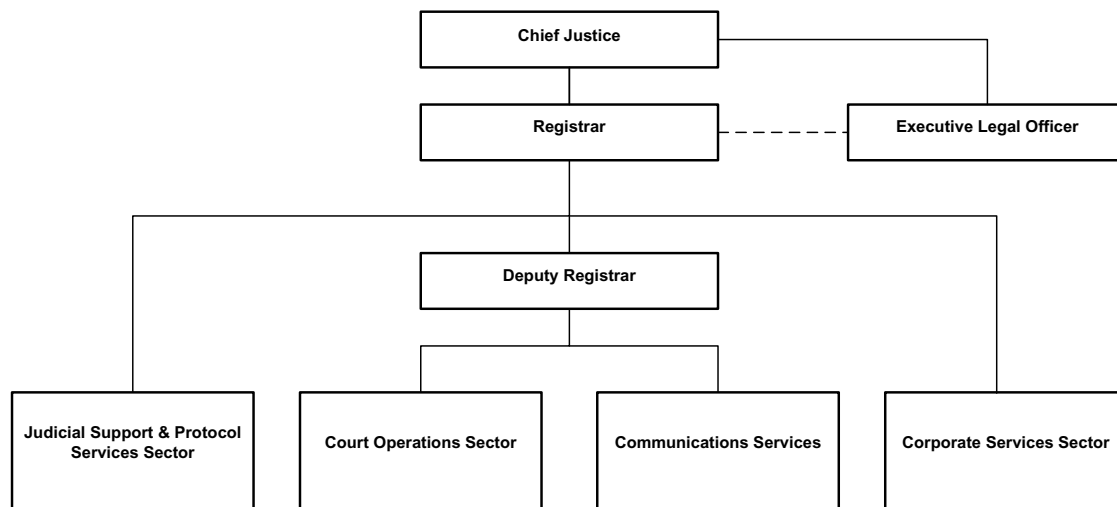 Chief Justice
Registrar
Executive Legal Officer
Deputy Registrar
Judicial Support & Protocol
Services Sector
Court Operations Sector
Communications Services
Corporate Services Sector